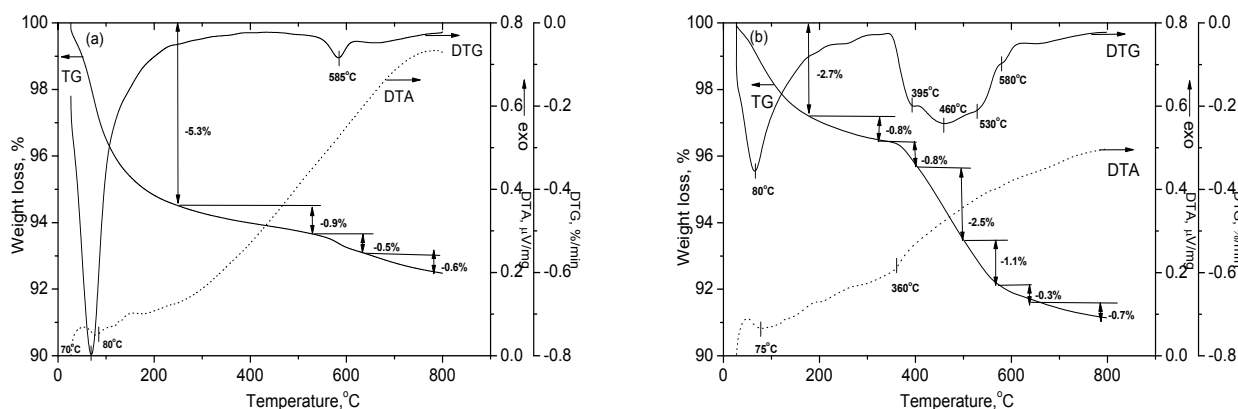 (a)
100
98
96
94
92
90
Weight loss, %
0 200 400 600 800
Temperature,°C
TG
DTG
DTA
-5.3%
-0.9%
-0.5%
-0.6%
585°C
70°C
80°C
0.8
0.6
0.4
0.2
0.0
DTA, µV/mg
exo
0.0
-0.2
-0.4
-0.6
-0.8
DTG, %/min
(b)
100
98
96
94
92
90
Weight loss, %
0 200 400 600 800
Temperature,°C
TG
DTG
DTA
-2.7%
-0.8%
-0.8%
-2.5%
-1.1%
-0.3%
-0.7%
80°C
395°C
460°C
530°C
580°C
360°C
75°C
0.8
0.6
0.4
0.2
0.0
DTA, µV/mg
exo
0.0
-0.2
-0.4
-0.6
-0.8
DTG, %/min